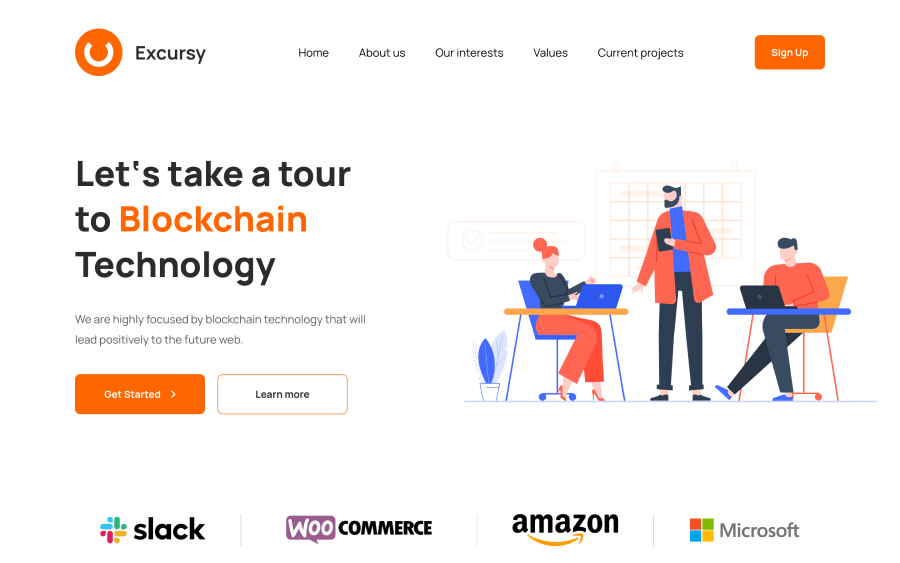 Excursy
Home About us Our interests Values Current projects
Sign Up
Let‘s take a tour
to Blockchain
Technology
We are highly focused by blockchain technology that will
lead positively to the future web.
Get Started
Learn more
slack
WOO COMMERCE
amazon
Microsoft